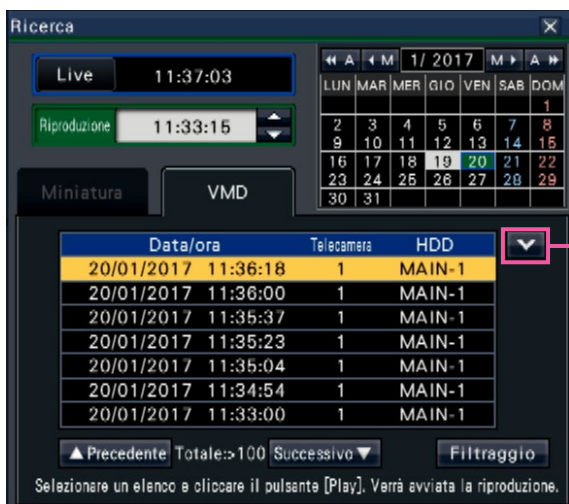 Ricerca
Live 11:37:03
Riproduzione 11:33:15
A M 1/ 2017 M A
LUN MAR MER GIO VEN SAB DOM
1
2 3 4 5 6 7 8
9 10 11 12 13 14 15
16 17 18 19 20 21 22
23 24 25 26 27 28 29
30 31
Miniatura VMD
Data/ora Telecamera HDD
20/01/2017 11:36:18 1 MAIN-1
20/01/2017 11:36:00 1 MAIN-1
20/01/2017 11:35:37 1 MAIN-1
20/01/2017 11:35:23 1 MAIN-1
20/01/2017 11:35:04 1 MAIN-1
20/01/2017 11:34:54 1 MAIN-1
20/01/2017 11:33:00 1 MAIN-1
▲Precedente Totale:>100 Successivo▼ Filtraggio
Selezionare un elenco e cliccare il pulsante [Play]. Verrà avviata la riproduzione.